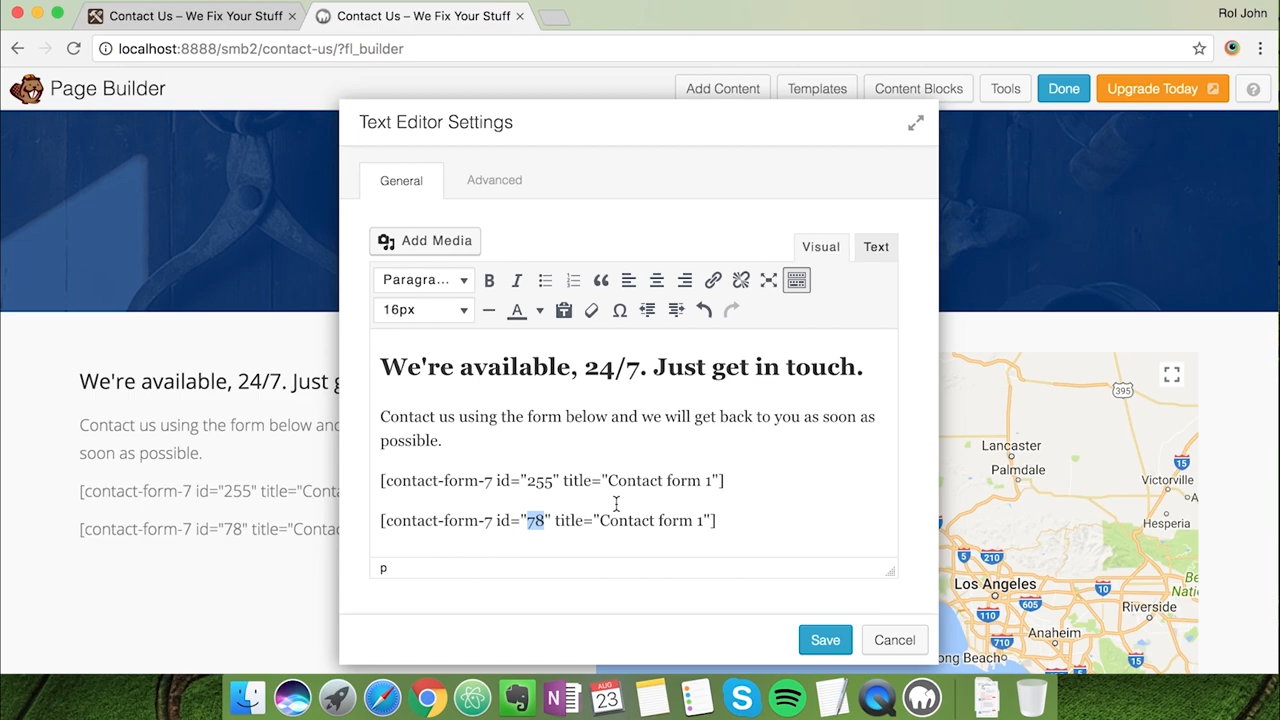 Contact Us – We Fix Your Stuff
Contact Us – We Fix Your Stuff
Rol John
localhost:8888/smb2/contact-us/?fl_builder
Page Builder
Add Content
Templates
Content Blocks
Tools
Done
Upgrade Today
?
Text Editor Settings
General
Advanced
Add Media
Visual
Text
Paragra...
B
I
16px
A
Ω
We're available, 24/7. Just get in touch.
Contact us using the form below and we will get back to you as soon as
possible.
[contact-form-7 id="255" title="Contact form 1"]
[contact-form-7 id="78" title="Contact form 1"]
p
Save
Cancel
We're available, 24/7. Just g
Contact us using the form below and
soon as possible.
[contact-form-7 id="255" title="Conta
[contact-form-7 id="78" title="Contac
395
Lancaster
Palmdale
15
Victorville
Hesperia
5
210
Los Angeles
10
605
110
Riverside
710
Anaheim
ong Beach
15
AUG
23
N
S